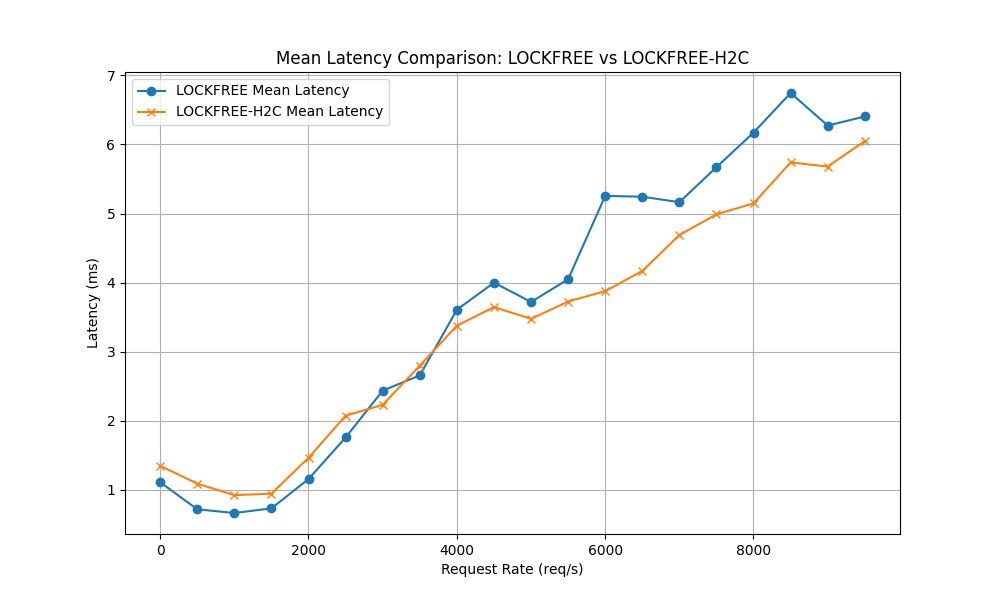 Mean Latency Comparison: LOCKFREE vs LOCKFREE-H2C
LOCKFREE Mean Latency
LOCKFREE-H2C Mean Latency
7
6
5
4
3
2
1
Latency (ms)
0 2000 4000 6000 8000
Request Rate (req/s)